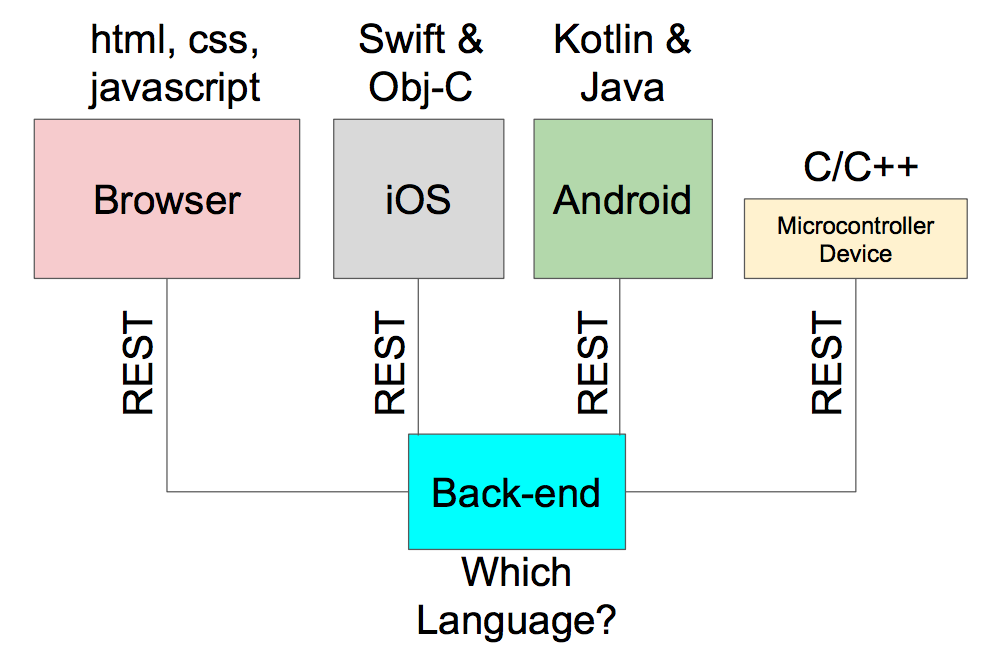 html, css,
javascript
Swift &
Obj-C
Kotlin &
Java
C/C++
Browser
iOS
Android
Microcontroller
Device
REST
REST
REST
REST
Back-end
Which
Language?